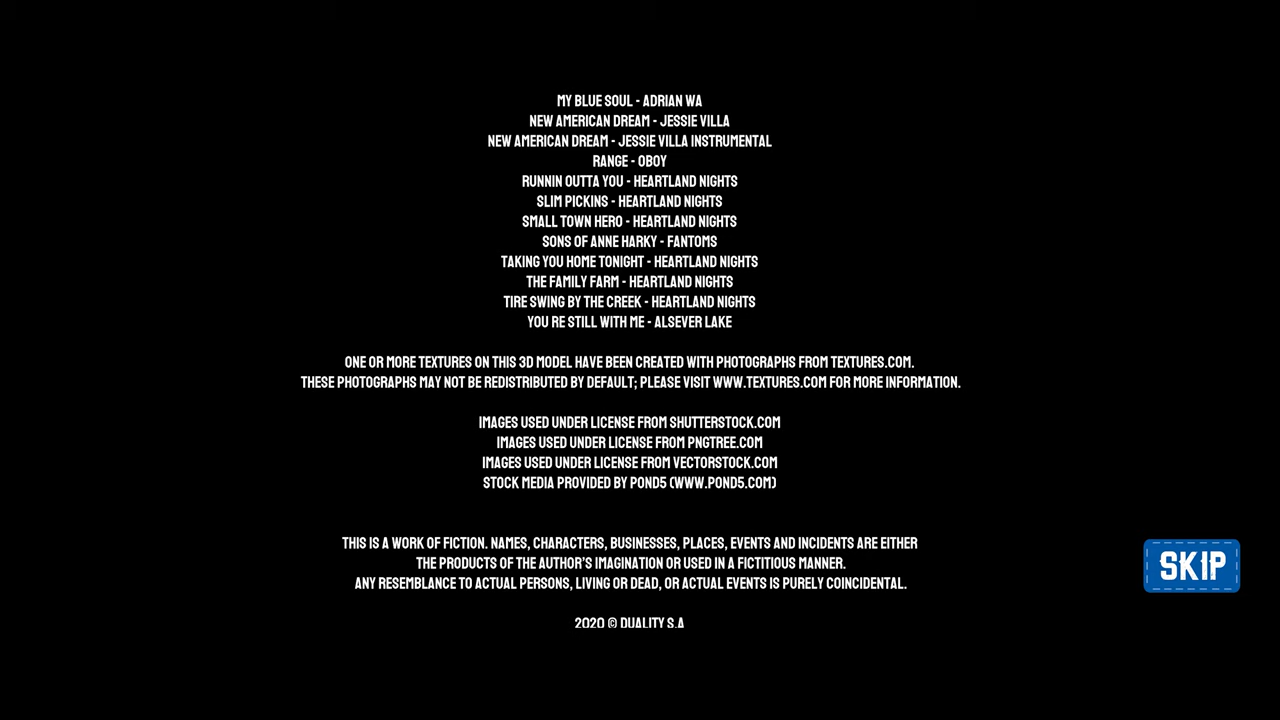 MY BLUE SOUL - ADRIAN WA
NEW AMERICAN DREAM - JESSIE VILLA
NEW AMERICAN DREAM - JESSIE VILLA INSTRUMENTAL
RANGE - OBOY
RUNNIN OUTTA YOU - HEARTLAND NIGHTS
SLIM PICKINS - HEARTLAND NIGHTS
SMALL TOWN HERO - HEARTLAND NIGHTS
SONS OF ANNE HARKY - FANTOMS
TAKING YOU HOME TONIGHT - HEARTLAND NIGHTS
THE FAMILY FARM - HEARTLAND NIGHTS
TIRE SWING BY THE CREEK - HEARTLAND NIGHTS
YOU RE STILL WITH ME - ALSEVER LAKE
ONE OR MORE TEXTURES ON THIS 3D MODEL HAVE BEEN CREATED WITH PHOTOGRAPHS FROM TEXTURES.COM.
THESE PHOTOGRAPHS MAY NOT BE REDISTRIBUTED BY DEFAULT; PLEASE VISIT WWW.TEXTURES.COM FOR MORE INFORMATION.
IMAGES USED UNDER LICENSE FROM SHUTTERSTOCK.COM
IMAGES USED UNDER LICENSE FROM PNGTREE.COM
IMAGES USED UNDER LICENSE FROM VECTORSTOCK.COM
STOCK MEDIA PROVIDED BY POND5 (WWW.POND5.COM)
THIS IS A WORK OF FICTION. NAMES, CHARACTERS, BUSINESSES, PLACES, EVENTS AND INCIDENTS ARE EITHER
THE PRODUCTS OF THE AUTHOR'S IMAGINATION OR USED IN A FICTITIOUS MANNER.
ANY RESEMBLANCE TO ACTUAL PERSONS, LIVING OR DEAD, OR ACTUAL EVENTS IS PURELY COINCIDENTAL.
SKIP
2020 © DUALITY S.A